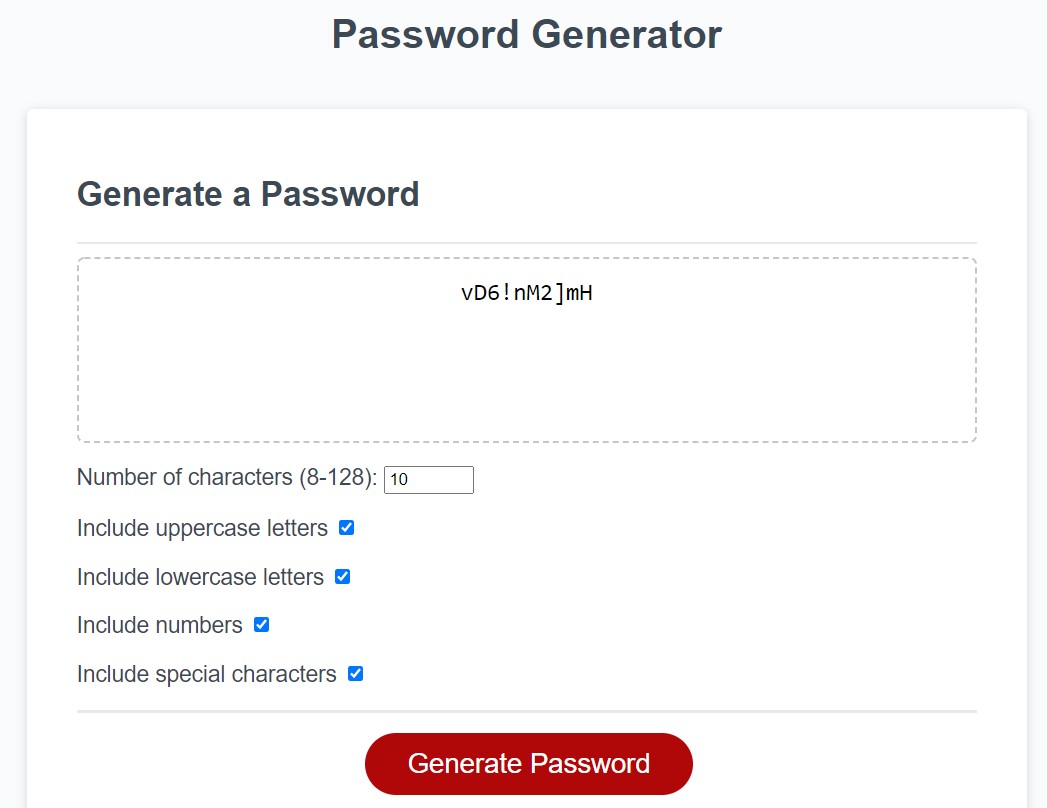 Password Generator
Generate a Password
vD6!nM2]mH
Number of characters (8-128): 10
Include uppercase letters
Include lowercase letters
Include numbers
Include special characters
Generate Password